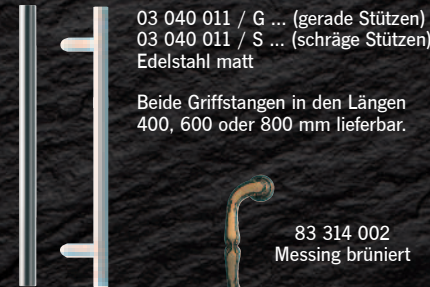 03 040 011 / G ... (gerade Stützen)
03 040 011 / S ... (schräge Stützen)
Edelstahl matt
Beide Griffstangen in den Längen
400, 600 oder 800 mm lieferbar.
83 314 002
Messing brüniert